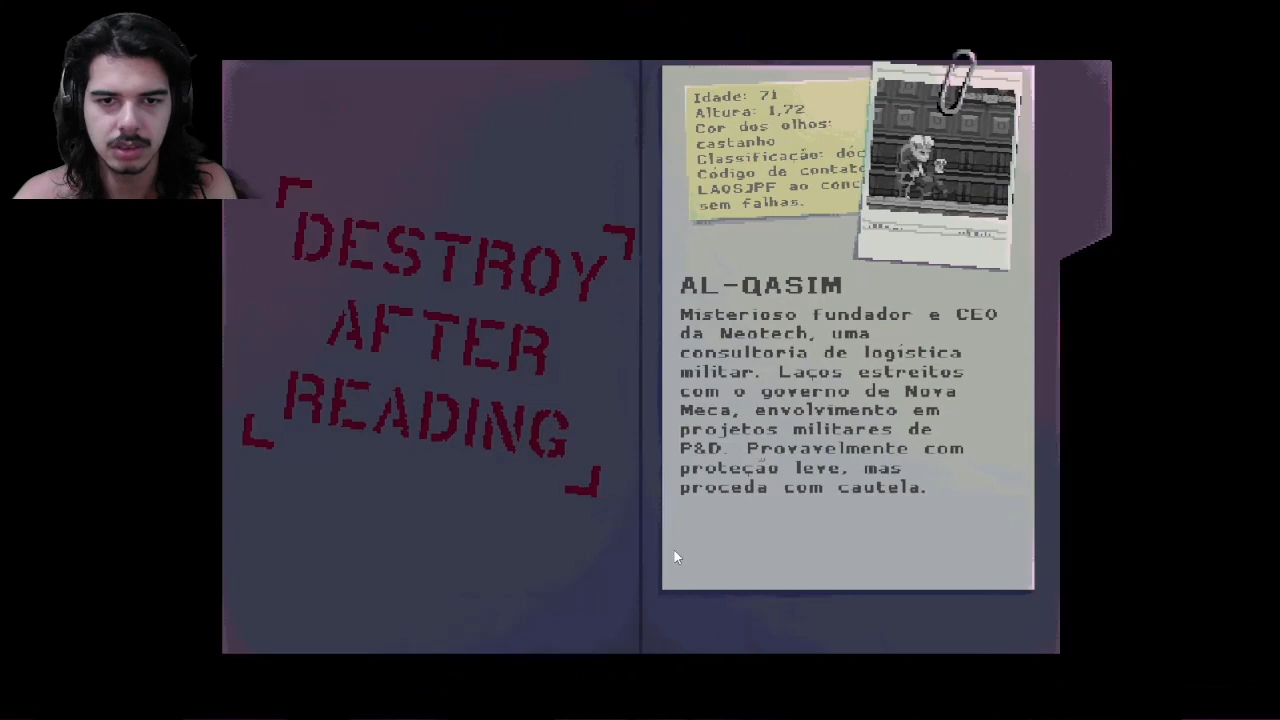 DESTROY
AFTER
READING
Idade: 71
Altura: 1,72
Cor dos olhos:
castanho
Classificação: dóc
Código de contato
LAQSJPF ao conc
sem falhas.
AL-QASIM
Misterioso fundador e CEO
da Neotech, uma
consultoria de logística
militar. Laços estreitos
com o governo de Nova
Meca, envolvimento em
projetos militares de
P&D. Provavelmente com
proteção leve, mas
proceda com cautela.